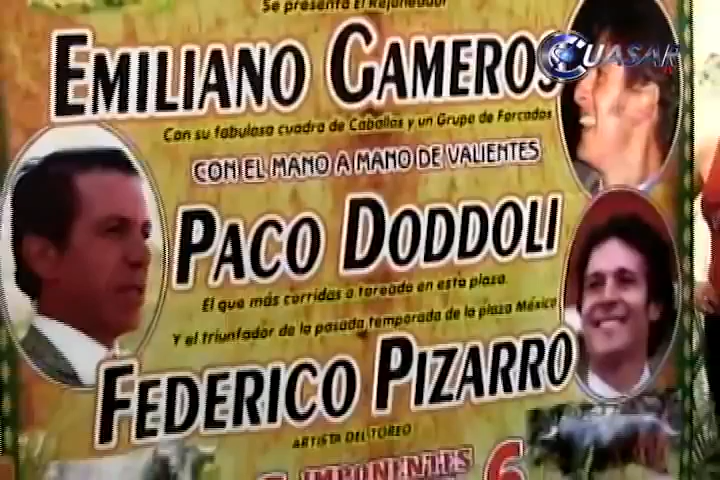 Se presenta El Rejoneador
EMILIANO GAMEROS
CUASAR
Con su fabulosa cuadra de Caballos y un Grupo de Forcados
CON EL MANO A MANO DE VALIENTES
PACO DODDOLI
El que más corridas a toreado en esta plaza.
Y el triunfador de la pasada temporada de la plaza México
FEDERICO PIZARRO
ARTISTA DEL TOREO
IMPONENTES 6